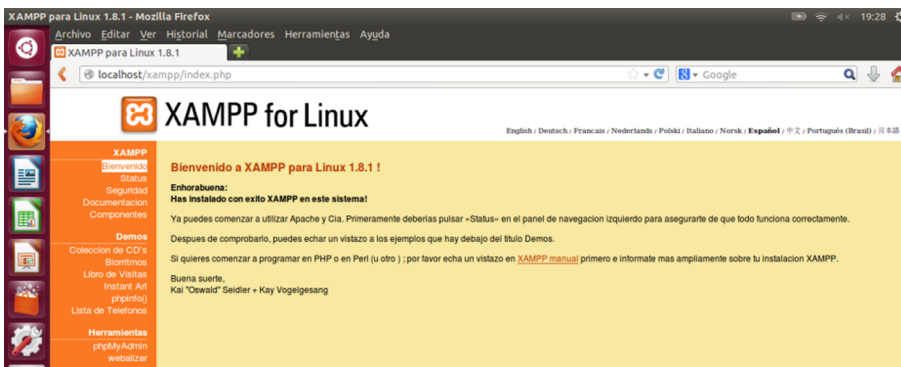 XAMPP para Linux 1.8.1 - Mozilla Firefox
19:28
Archivo Editar Ver Historial Marcadores Herramientas Ayuda
XAMPP para Linux 1.8.1
localhost/xampp/index.php
Google
XAMPP for Linux
English / Deutsch / Francais / Nederlands / Polski / Italiano / Norsk / Español / 中文 / Português (Brasil) / 日本語
XAMPP
Bienvenido
Status
Seguridad
Documentacion
Componentes
Demos
Coleccion de CD's
Biorritmos
Libro de Visitas
Instant Art
phpinfo()
Lista de Telefonos
Herramientas
phpMyAdmin
webalizer
Bienvenido a XAMPP para Linux 1.8.1 !
Enhorabuena:
Has instalado con exito XAMPP en este sistema!
Ya puedes comenzar a utilizar Apache y Cia. Primeramente deberias pulsar «Status» en el panel de navegacion izquierdo para asegurarte de que todo funciona correctamente.
Despues de comprobarlo, puedes echar un vistazo a los ejemplos que hay debajo del titulo Demos.
Si quieres comenzar a programar en PHP o en Perl (u otro ) ; por favor echa un vistazo en XAMPP manual primero e informate mas ampliamente sobre tu instalacion XAMPP.
Buena suerte,
Kai "Oswald" Seidler + Kay Vogelgesang